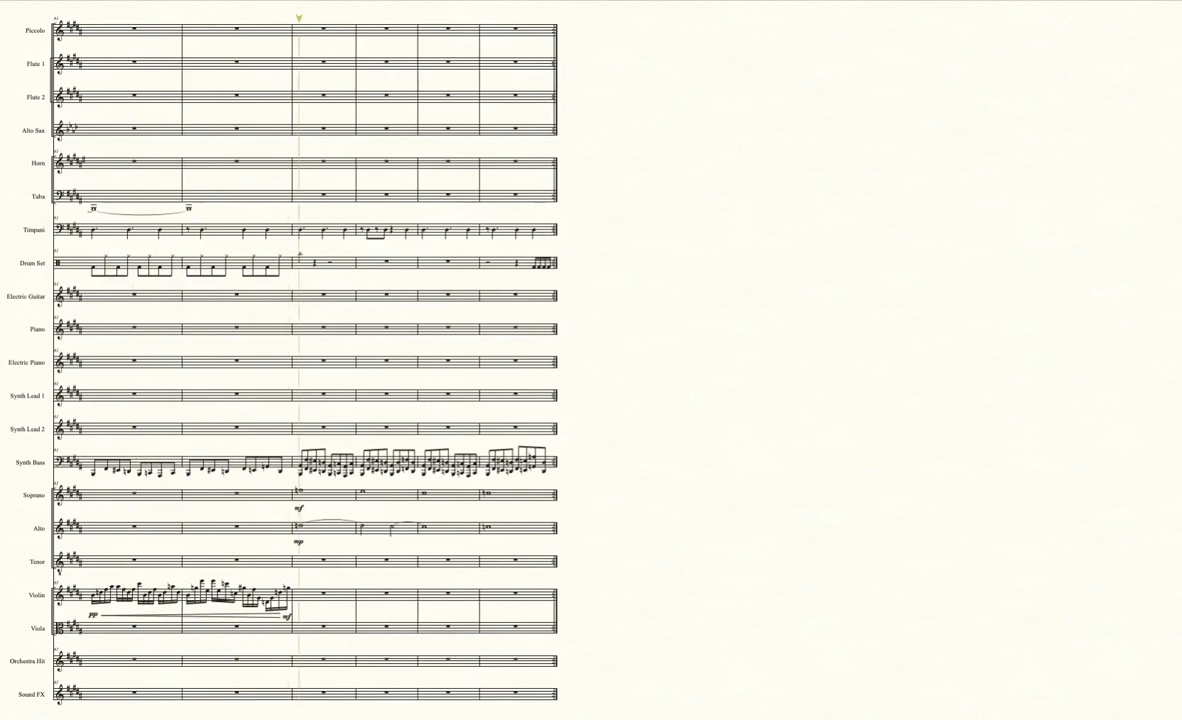 Piccolo
Flute 1
Flute 2
Alto Sax
Horn
Tuba
Timpani
Drum Set
Electric Guitar
Piano
Electric Piano
Synth Lead 1
Synth Lead 2
Synth Bass
Soprano
mf
Alto
mp
Tenor
Violin
pp mf
Viola
Orchestra Hit
Sound FX